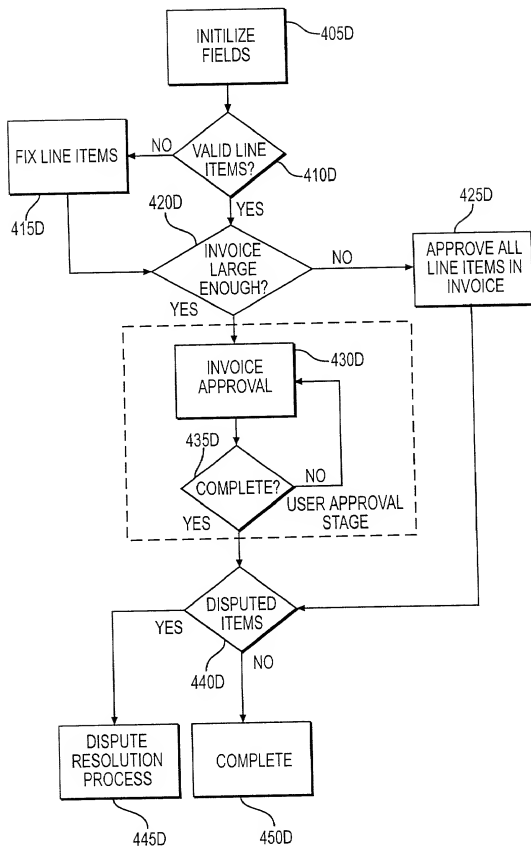 INITILIZE
FIELDS
405D
NO
VALID LINE
ITEMS?
FIX LINE ITEMS
410D
415D
420D
YES
425D
INVOICE
LARGE
ENOUGH?
NO
APPROVE ALL
LINE ITEMS IN
INVOICE
YES
INVOICE
APPROVAL
430D
435D
COMPLETE?
NO
USER APPROVAL
STAGE
YES
DISPUTED
ITEMS
YES
NO
440D
DISPUTE
RESOLUTION
PROCESS
COMPLETE
445D
450D